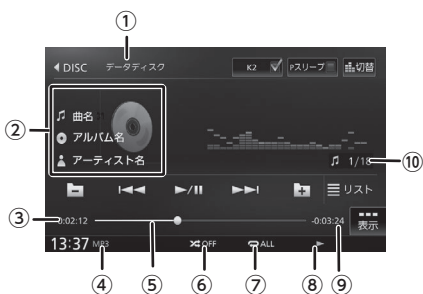 ①
◀ DISC データディスク K2 Pスリープ 切替
②
曲名
アルバム名
アーティスト名
1/18 ⑩
リスト
③ 0:02:12 -0:03:24 表示
13:37 MP3 OFF ALL
④ ⑤ ⑥ ⑦ ⑧ ⑨